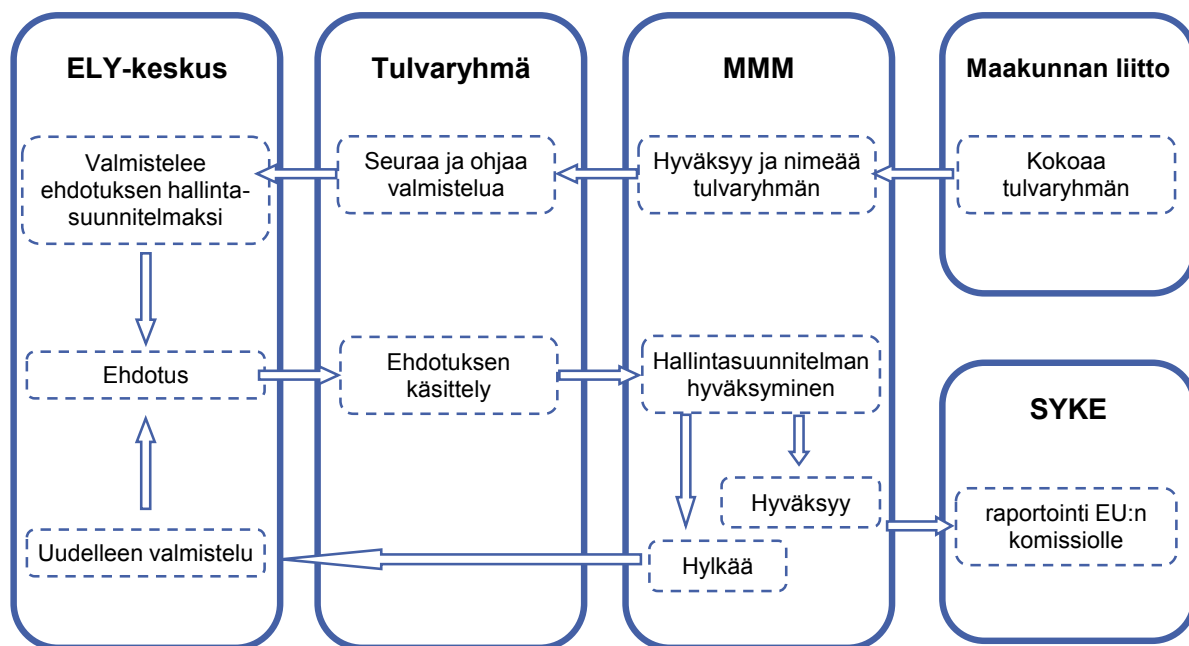 ELY-keskus
Valmistelee
ehdotuksen hallinta-
suunnitelmaksi
Ehdotus
Uudelleen valmistelu
Tulvaryhmä
Seuraa ja ohjaa
valmistelua
Ehdotuksen
käsittely
MMM
Hyväksyy ja nimeää
tulvaryhmän
Hallintasuunnitelman
hyväksyminen
Hyväksyy
Hylkää
Maakunnan liitto
Kokoaa
tulvaryhmän
SYKE
raportointi EU:n
komissiolle